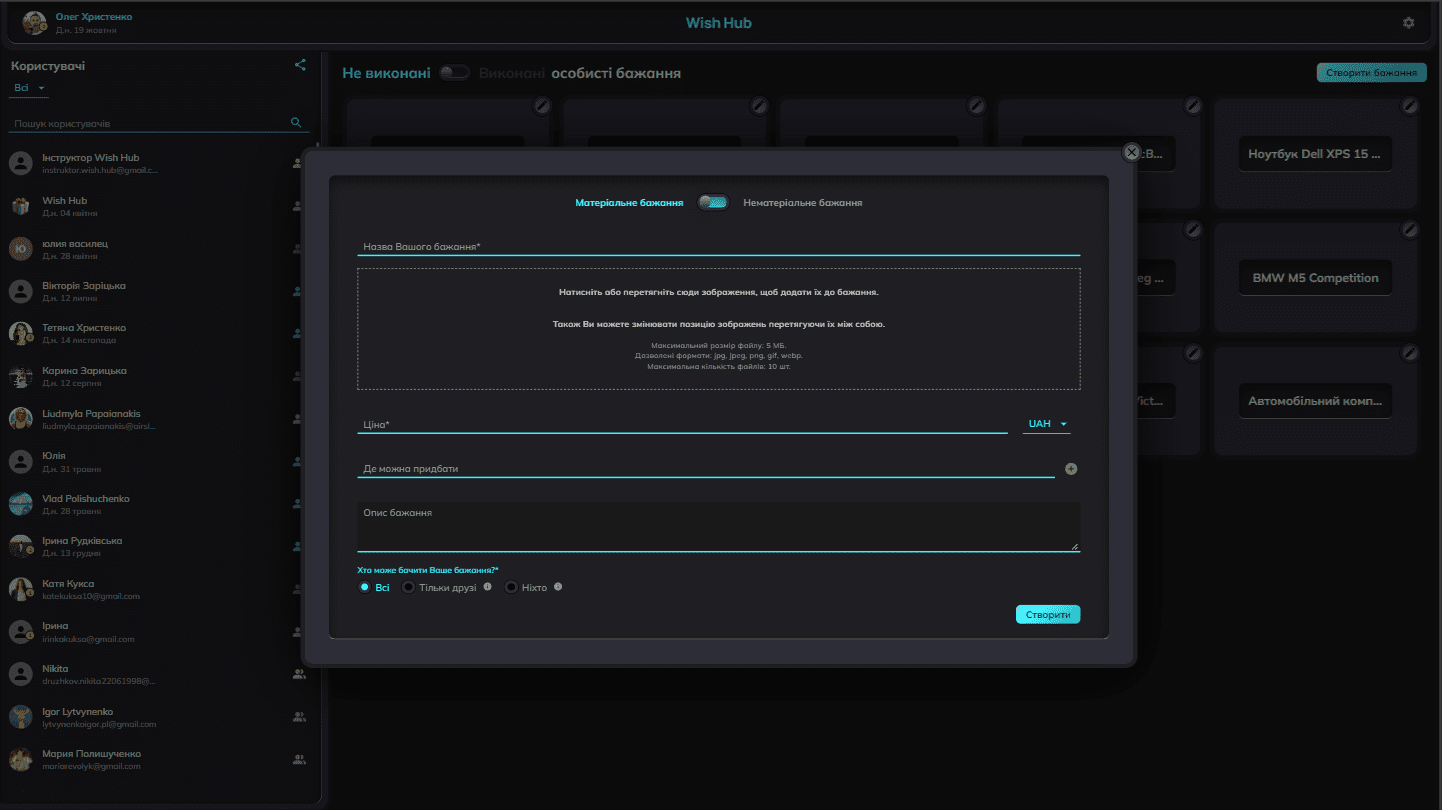 Олег Христенко
Д.н. 19 жовтня
Wish Hub
Користувачі
Всі
Пошук користувачів
Інструктор Wish Hub
instruktor.wish.hub@gmail.c...
Wish Hub
Д.н. 04 квітня
юлия василец
Д.н. 28 квітня
Вікторія Заріцька
Д.н. 12 липня
Тетяна Христенко
Д.н. 14 листопада
Карина Зарицька
Д.н. 12 серпня
Liudmyla Papaianakis
liudmyla.papaianakis@airsl...
Юлія
Д.н. 31 травня
Vlad Polishuchenko
Д.н. 28 травня
Ірина Рудківська
Д.н. 13 грудня
Катя Кукса
katekuksa10@gmail.com
Ірина
irinkakuksa@gmail.com
Nikita
druzhkov.nikita22061998@...
Igor Lytvynenko
lytvynenkoigor.pl@gmail.com
Мария Полишученко
mariarevolyk@gmail.com
Не виконані Виконані особисті бажання
Створити бажання
:В...
Ноутбук Dell XPS 15 ...
eg ...
BMW M5 Competition
Vict...
Автомобільний комп...
Матеріальне бажання Нематеріальне бажання
Назва Вашого бажання*
Натисніть або перетягніть сюди зображення, щоб додати їх до бажання.
Також Ви можете змінювати позицію зображень перетягуючи їх між собою.
Максимальний розмір файлу: 5 МБ.
Дозволені формати: jpg, jpeg, png, gif, webp.
Максимальна кількість файлів: 10 шт.
Ціна*
UAH
Де можна придбати
Опис бажання
Хто може бачити Ваше бажання?*
Всі Тільки друзі Ніхто
Створити